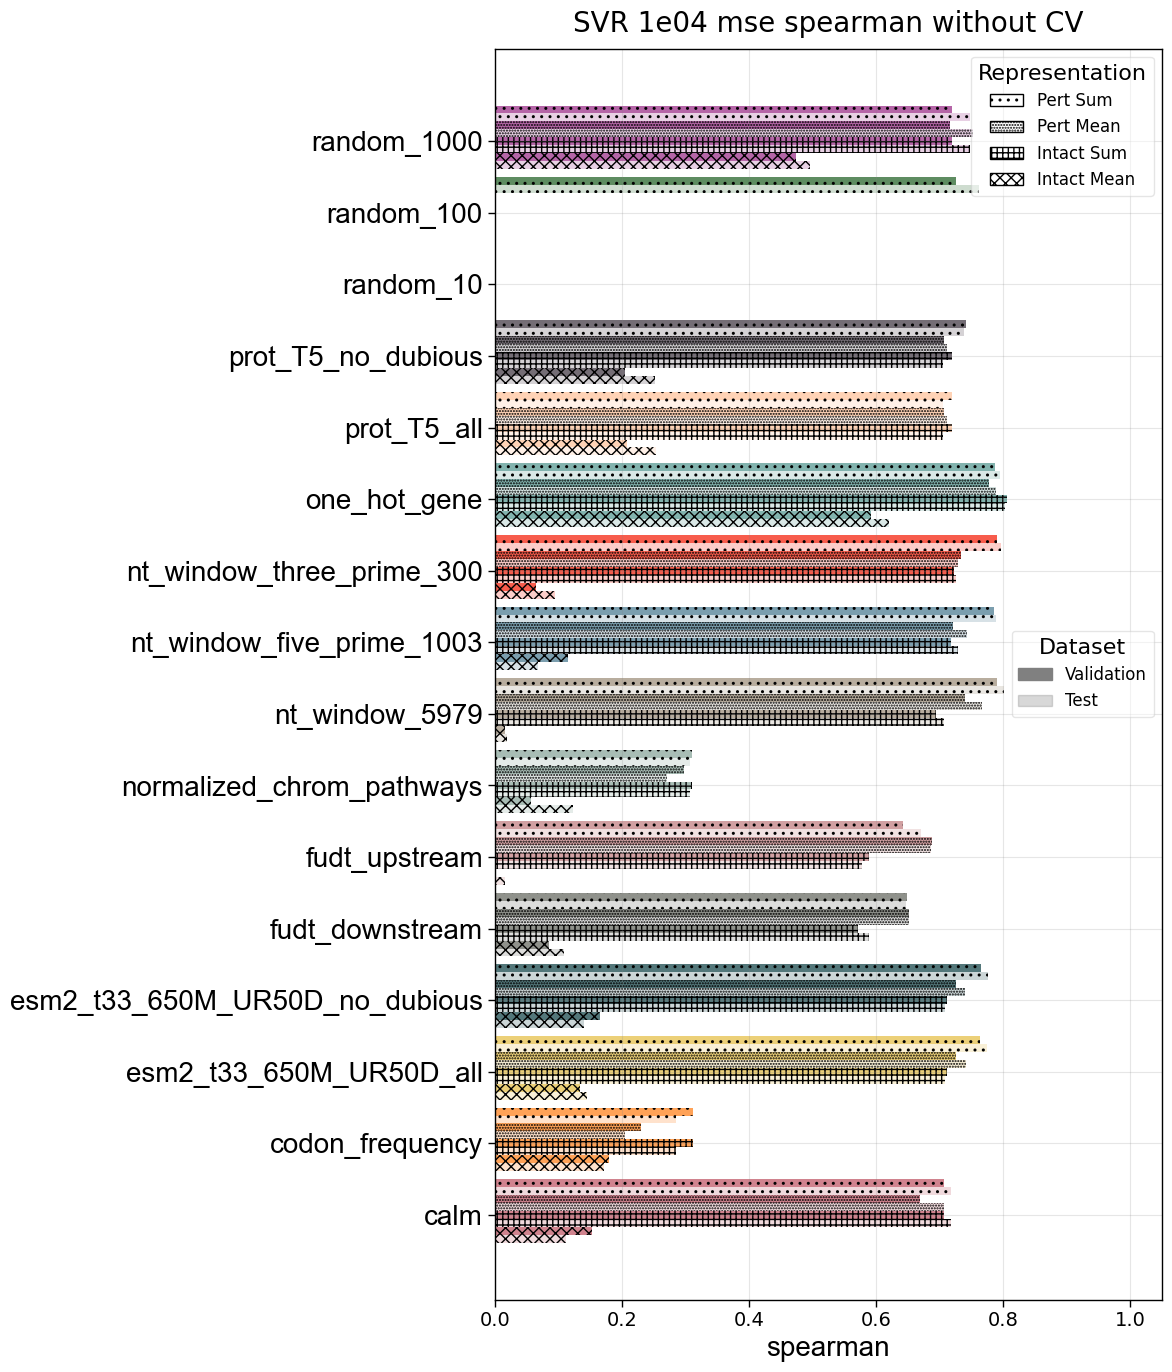 SVR 1e04 mse spearman without CV
Representation
Pert Sum
Pert Mean
Intact Sum
Intact Mean
random_1000
random_100
random_10
prot_T5_no_dubious
prot_T5_all
one_hot_gene
nt_window_three_prime_300
nt_window_five_prime_1003
Dataset
Validation
Test
nt_window_5979
normalized_chrom_pathways
fudt_upstream
fudt_downstream
esm2_t33_650M_UR50D_no_dubious
esm2_t33_650M_UR50D_all
codon_frequency
calm
0.0 0.2 0.4 0.6 0.8 1.0
spearman